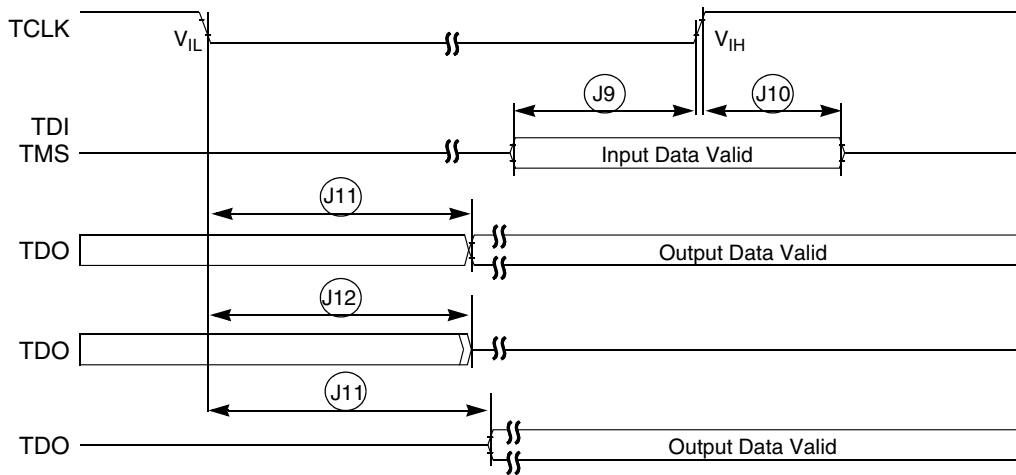 TCLK
VIL
VIH
J9
J10
TDI
TMS
Input Data Valid
J11
TDO
Output Data Valid
J12
TDO
J11
TDO
Output Data Valid